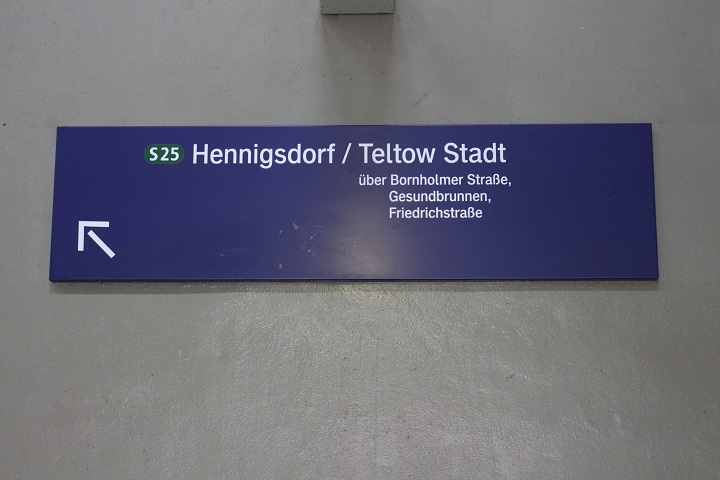 S25 Hennigsdorf / Teltow Stadt
über Bornholmer Straße,
Gesundbrunnen,
Friedrichstraße